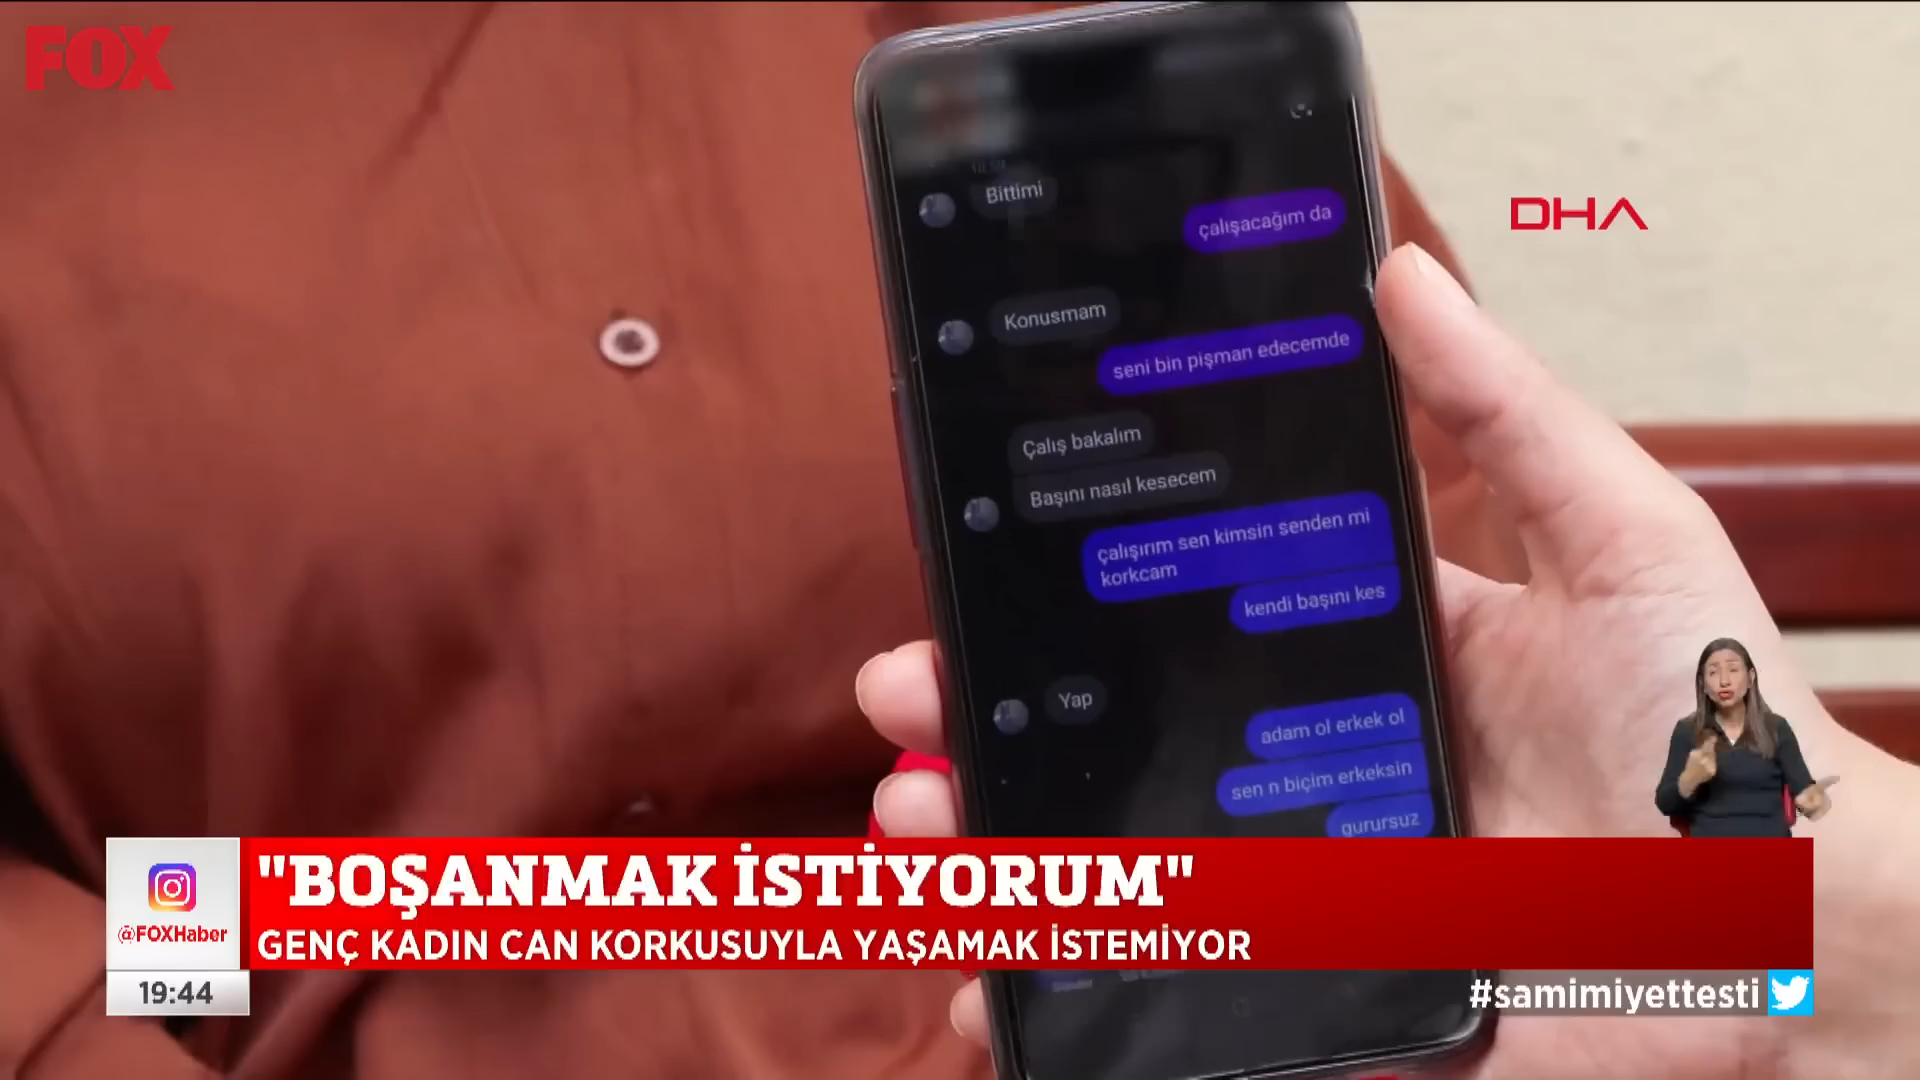 FOX
DHA
Bittimi
çalışacağım da
Konusmam
seni bin pişman edecemde
Çalış bakalım
Başını nasıl kesecem
çalışırım sen kimsin senden mi
korkcam
kendi başını kes
Yap
adam ol erkek ol
sen n biçim erkeksin
gurursuz
"BOŞANMAK İSTİYORUM"
@FOXHaber
GENÇ KADIN CAN KORKUSUYLA YAŞAMAK İSTEMİYOR
19:44
#samimiyettesti